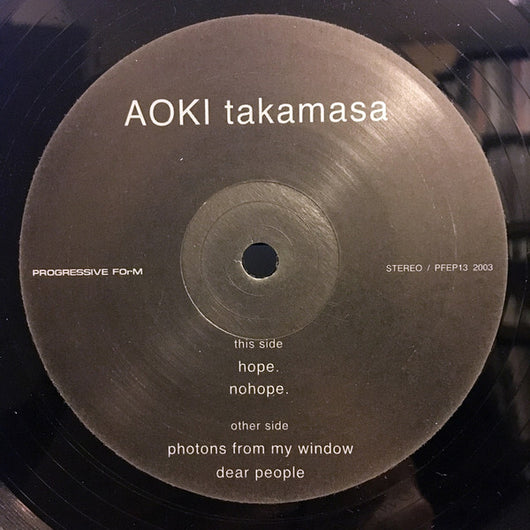 AOKI takamasa
PROGRESSIVE FOrM
STEREO / PFEP13 2003
this side
hope.
nohope.
other side
photons from my window
dear people